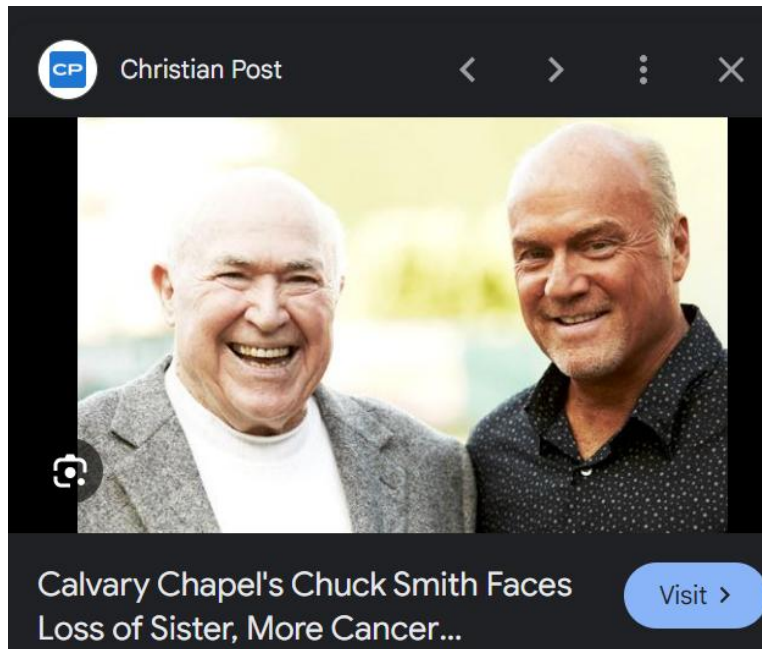 CP Christian Post
Calvary Chapel's Chuck Smith Faces
Loss of Sister, More Cancer...
Visit